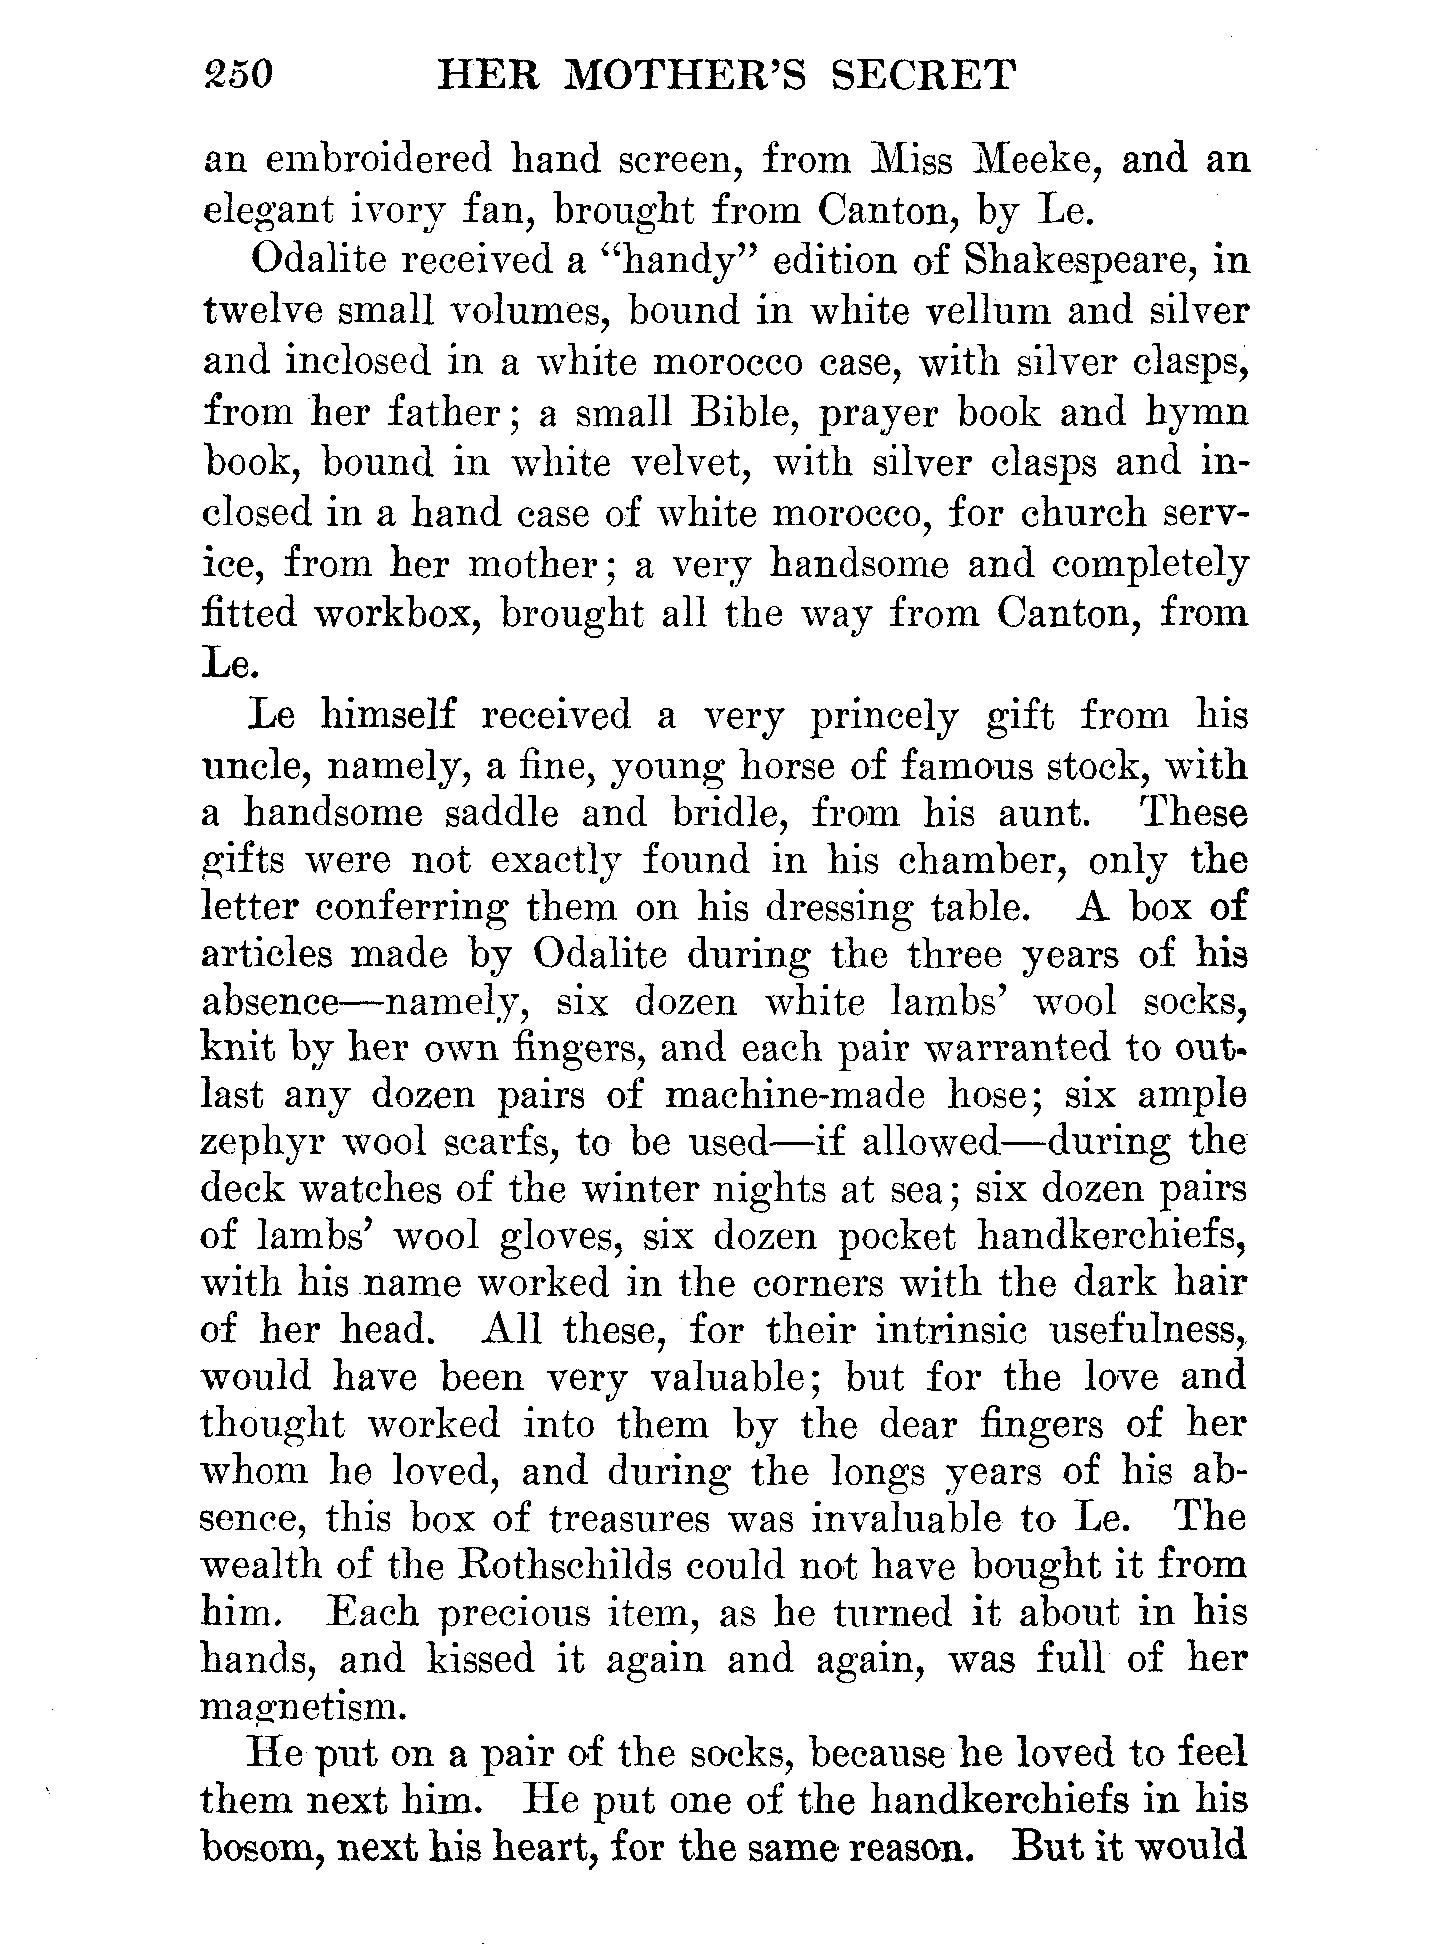 250 HER MOTHER'S SECRET
an embroidered hand screen, from Miss Meeke, and an
elegant ivory fan, brought from Canton, by Le.
Odalite received a “handy” edition of Shakespeare, in
twelve small volumes, bound in white vellum and silver
and inclosed in a white morocco case, with silver clasps,
from her father; a small Bible, prayer book and hymn
book, bound in white velvet, with silver clasps and in-
closed in a hand case of white morocco, for church serv-
ice, from her mother; a very handsome and completely
fitted workbox, brought all the way from Canton, from
Le.
Le himself received a very princely gift from his
uncle, namely, a fine, young horse of famous stock, with
a handsome saddle and bridle, from his aunt. These
gifts were not exactly found in his chamber, only the
letter conferring them on his dressing table. A box of
articles made by Odalite during the three years of his
absence—namely, six dozen white lambs’ wool socks,
knit by her own fingers, and each pair warranted to out-
last any dozen pairs of machine-made hose; six ample
zephyr wool scarfs, to be used—if allowed—during the
deck watches of the winter nights at sea; six dozen pairs
of lambs’ wool gloves, six dozen pocket handkerchiefs,
with his name worked in the corners with the dark hair
of her head. All these, for their intrinsic usefulness,
would have been very valuable; but for the love and
thought worked into them by the dear fingers of her
whom he loved, and during the longs years of his ab-
sence, this box of treasures was invaluable to Le. The
wealth of the Rothschilds could not have bought it from
him. Each precious item, as he turned it about in his
hands, and kissed it again and again, was full of her
magnetism.
He put on a pair of the socks, because he loved to feel
them next him. He put one of the handkerchiefs in his
bosom, next his heart, for the same reason. But it would